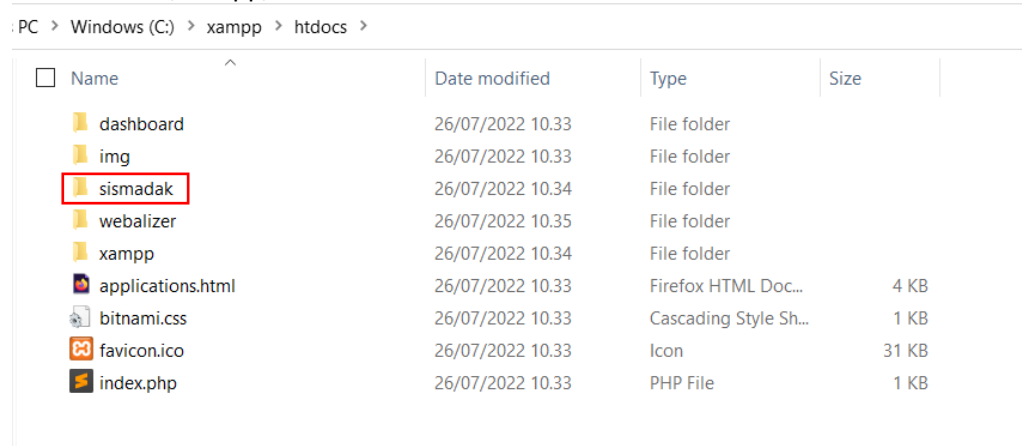 PC > Windows (C:) > xampp > htdocs >
Name Date modified Type Size
dashboard 26/07/2022 10.33 File folder
img 26/07/2022 10.33 File folder
sismadak 26/07/2022 10.34 File folder
webalizer 26/07/2022 10.35 File folder
xampp 26/07/2022 10.34 File folder
applications.html 26/07/2022 10.33 Firefox HTML Doc... 4 KB
bitnami.css 26/07/2022 10.33 Cascading Style Sh... 1 KB
favicon.ico 26/07/2022 10.33 Icon 31 KB
index.php 26/07/2022 10.33 PHP File 1 KB